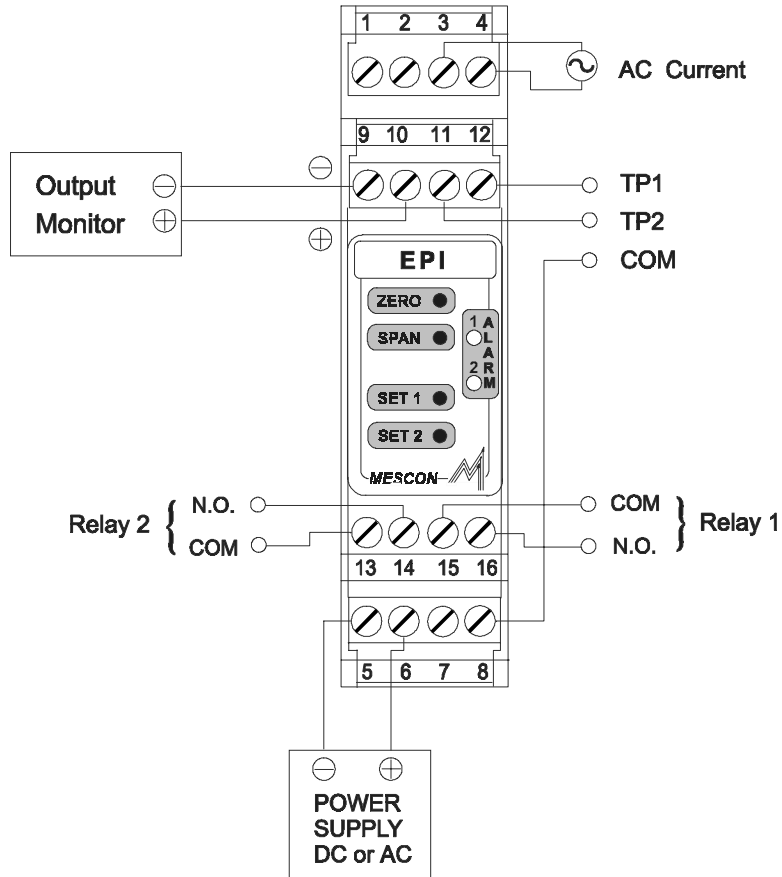 1 2 3 4
AC Current
9 10 11 12
Output
Monitor
TP1
TP2
COM
EPI
ZERO
SPAN
SET 1
SET 2
1
2
ALARM
MESCON
Relay 2
N.O.
COM
COM
N.O.
Relay 1
13 14 15 16
5 6 7 8
POWER
SUPPLY
DC or AC